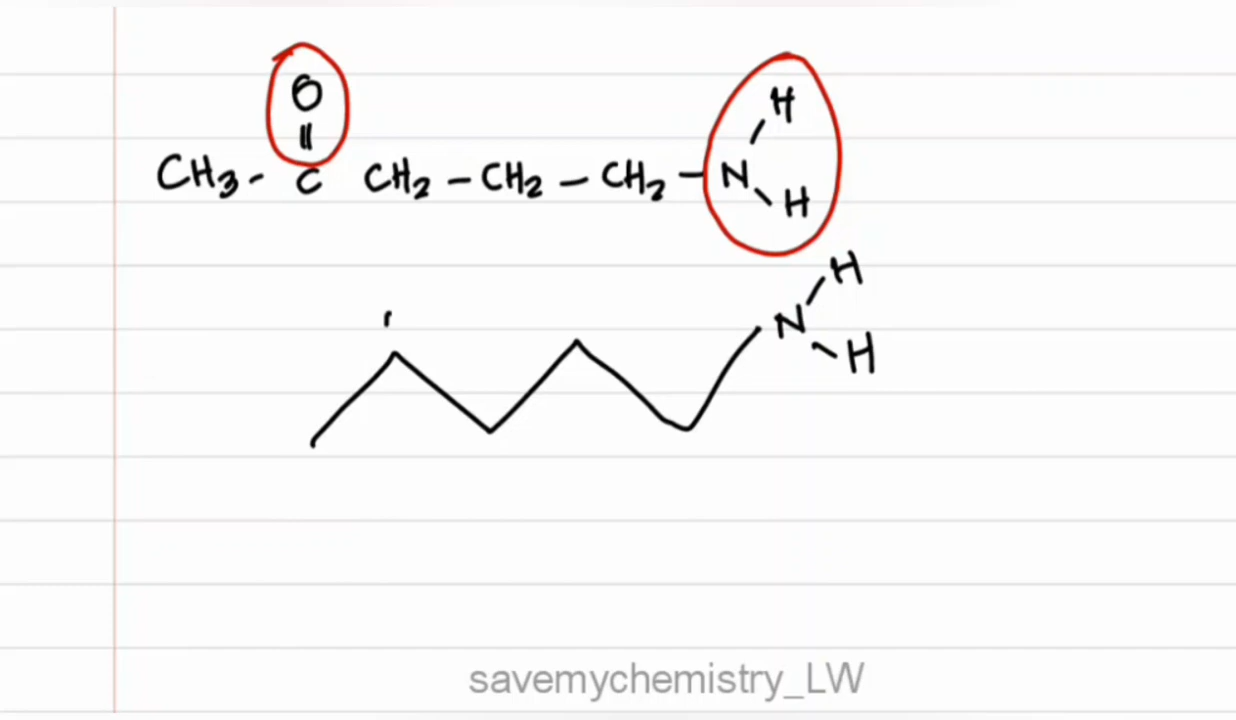 O
||
CH3 - C CH2 – CH2 – CH2 – N
H
H
H
N
H
savemychemistry_LW